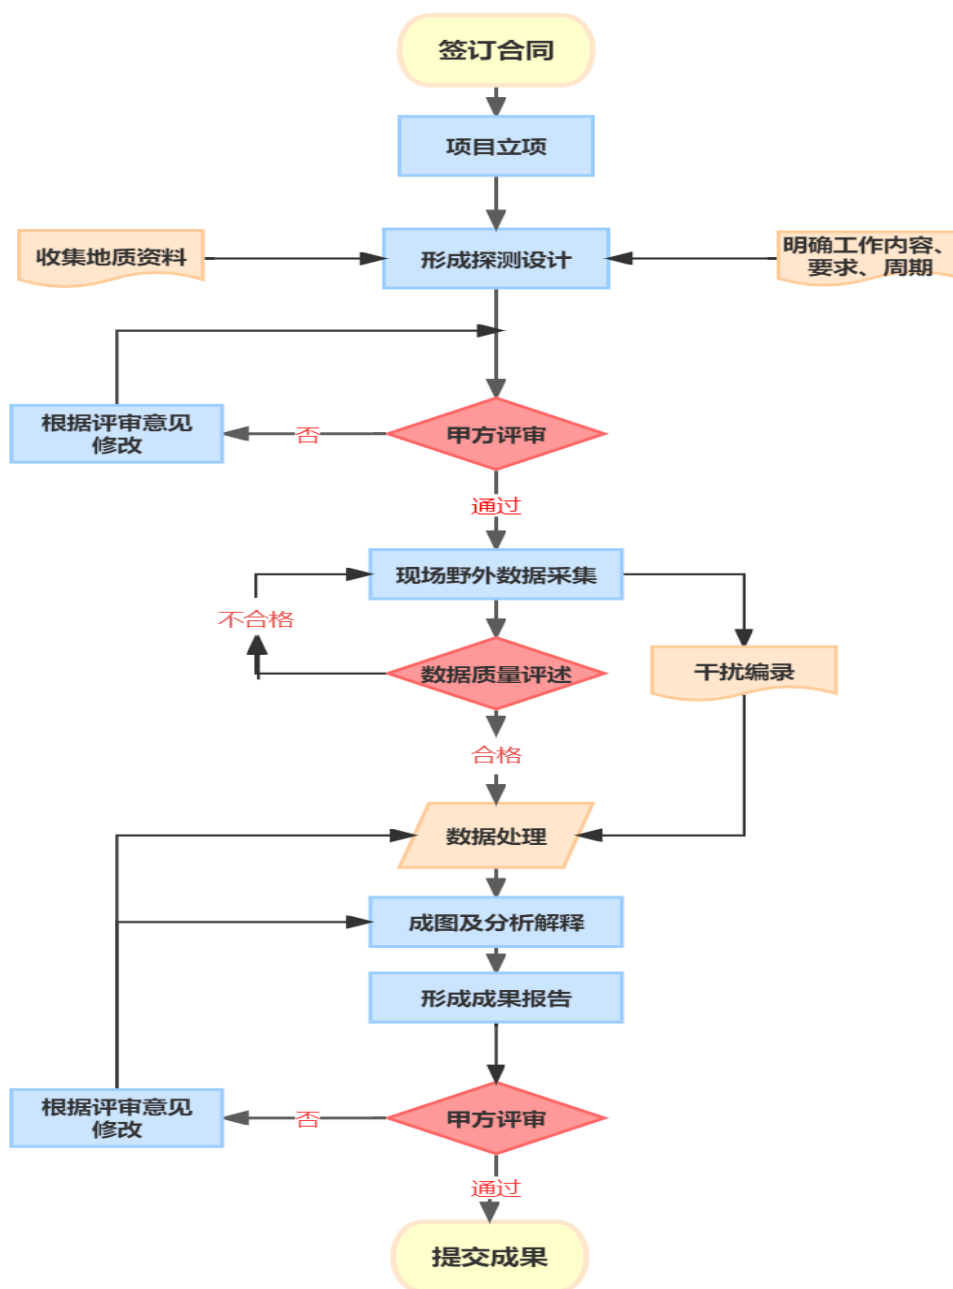 签订合同
项目立项
收集地质资料
形成探测设计
明确工作内容、
要求、周期
根据评审意见
修改
否
甲方评审
通过
现场野外数据采集
不合格
数据质量评述
干扰编录
合格
数据处理
成图及分析解释
形成成果报告
根据评审意见
修改
否
甲方评审
通过
提交成果